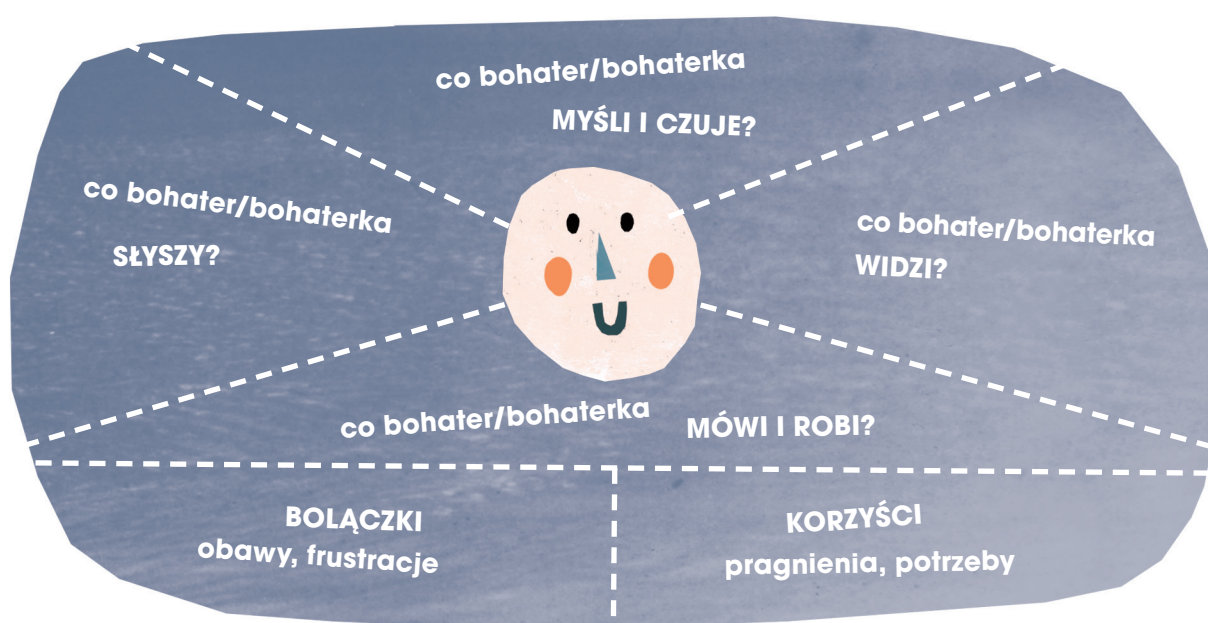 co bohater/bohaterka
MYŚLI I CZUJE?
co bohater/bohaterka
SŁYSZY?
co bohater/bohaterka
WIDZI?
co bohater/bohaterka MÓWI I ROBI?
BOLĄCZKI
obawy, frustracje
KORZYŚCI
pragnienia, potrzeby